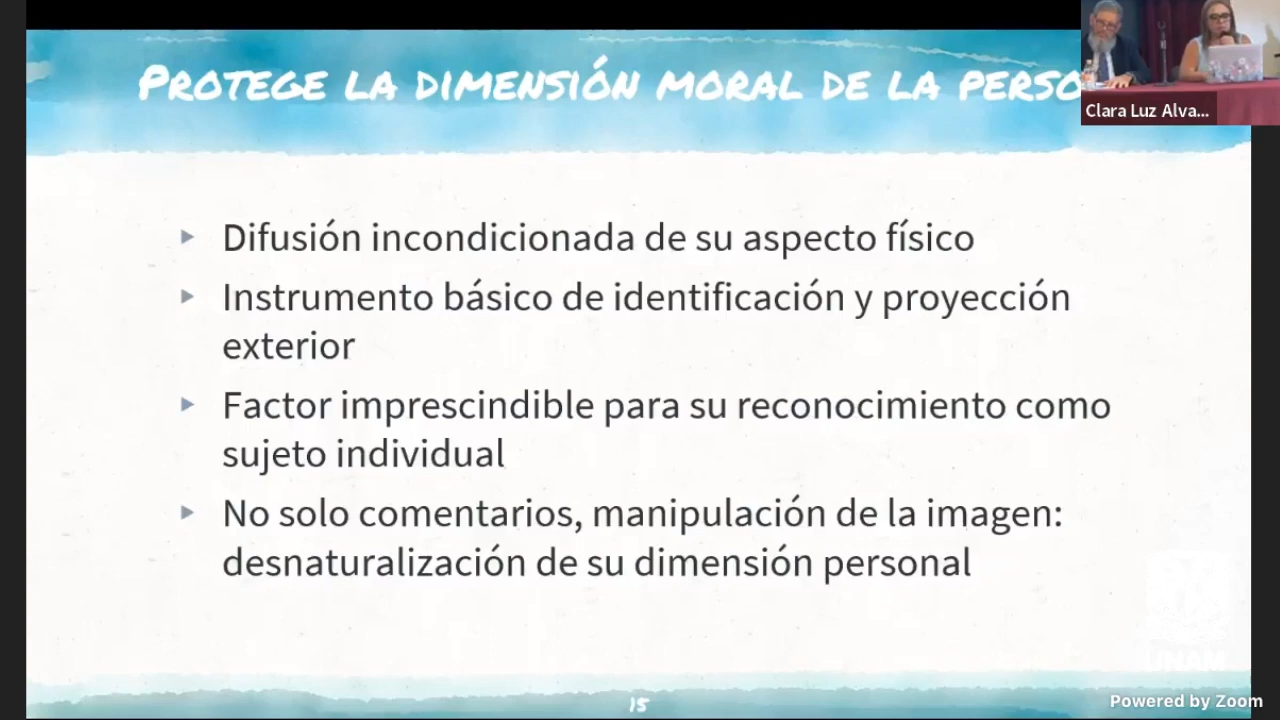 PROTEGE LA DIMENSIÓN MORAL DE LA PERSO
Clara Luz Alva...
Difusión incondicionada de su aspecto físico
Instrumento básico de identificación y proyección
exterior
Factor imprescindible para su reconocimiento como
sujeto individual
No solo comentarios, manipulación de la imagen:
desnaturalización de su dimensión personal
UNAM
15
Powered by Zoom